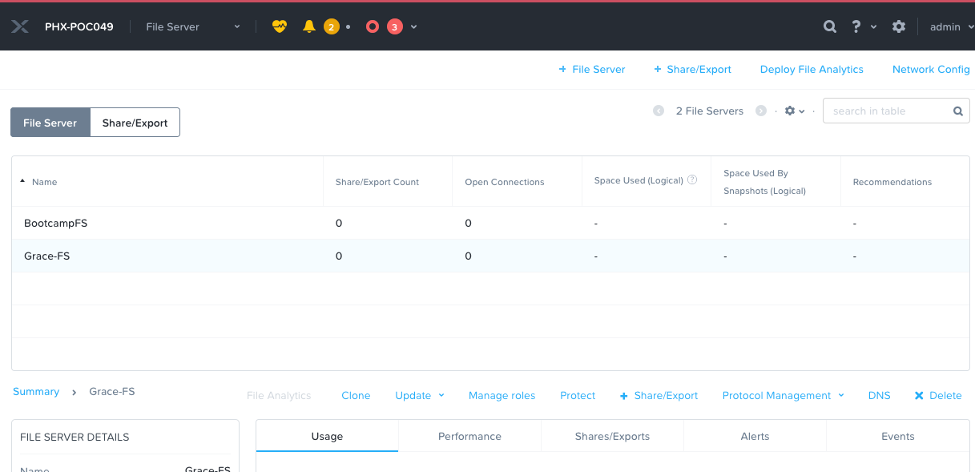 PHX-POC049 File Server 2 3 admin
+ File Server + Share/Export Deploy File Analytics Network Config
File Server Share/Export 2 File Servers search in table
Name Share/Export Count Open Connections Space Used (Logical) ? Space Used By Snapshots (Logical) Recommendations
BootcampFS 0 0 - - -
Grace-FS 0 0 - - -
Summary > Grace-FS File Analytics Clone Update Manage roles Protect + Share/Export Protocol Management DNS × Delete
FILE SERVER DETAILS Usage Performance Shares/Exports Alerts Events
Name Grace-FS